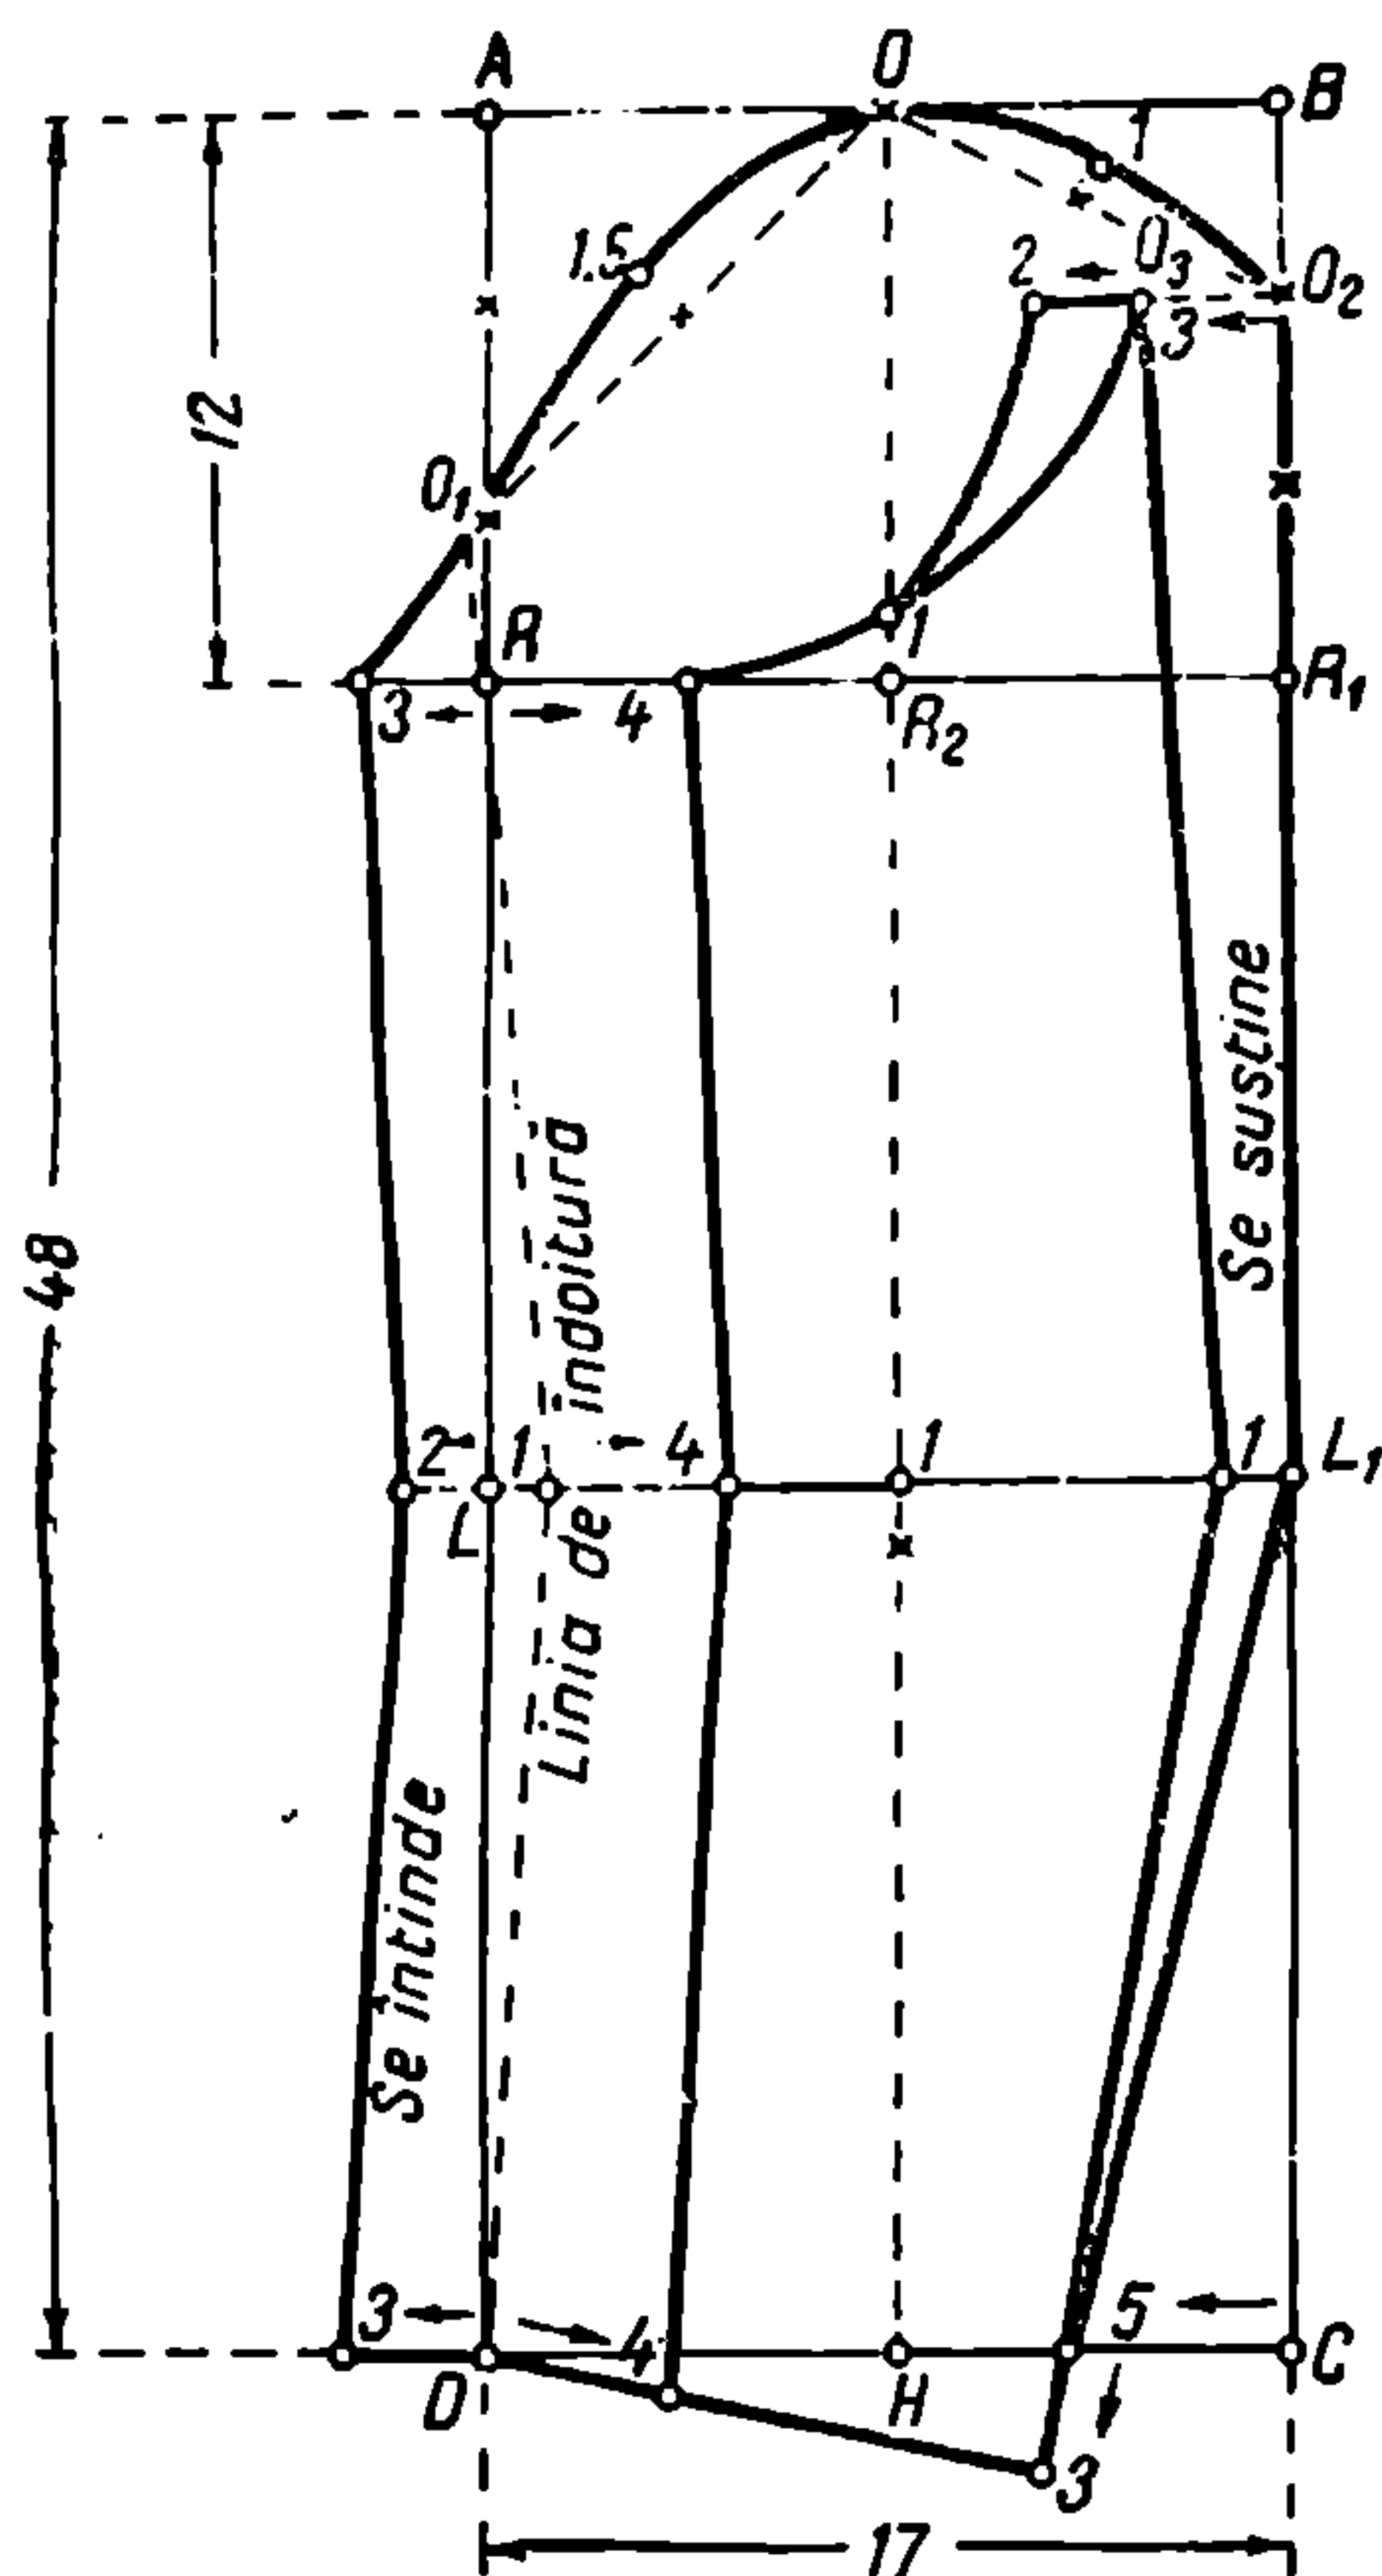 A O B
1.5
2 O3
3 O2
12
O1
R
1
3 4 R2 R1
Se susține
Linia de îndoitură
48
2 1 4 1 1 L1
L
Se întinde
3 4 5
D H C
3
17